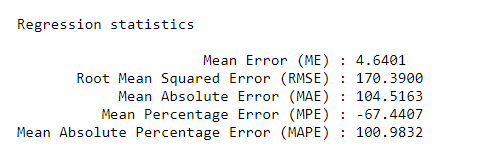 Regression statistics
Mean Error (ME) : 4.6401
Root Mean Squared Error (RMSE) : 170.3900
Mean Absolute Error (MAE) : 104.5163
Mean Percentage Error (MPE) : -67.4407
Mean Absolute Percentage Error (MAPE) : 100.9832